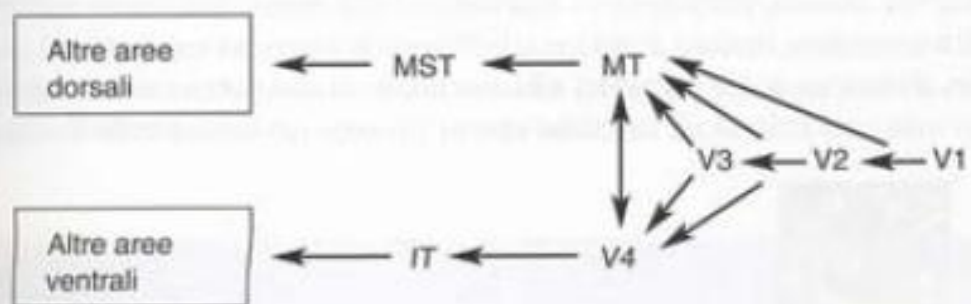 Altre aree
dorsali
MST
MT
V3
V2
V1
Altre aree
ventrali
IT
V4